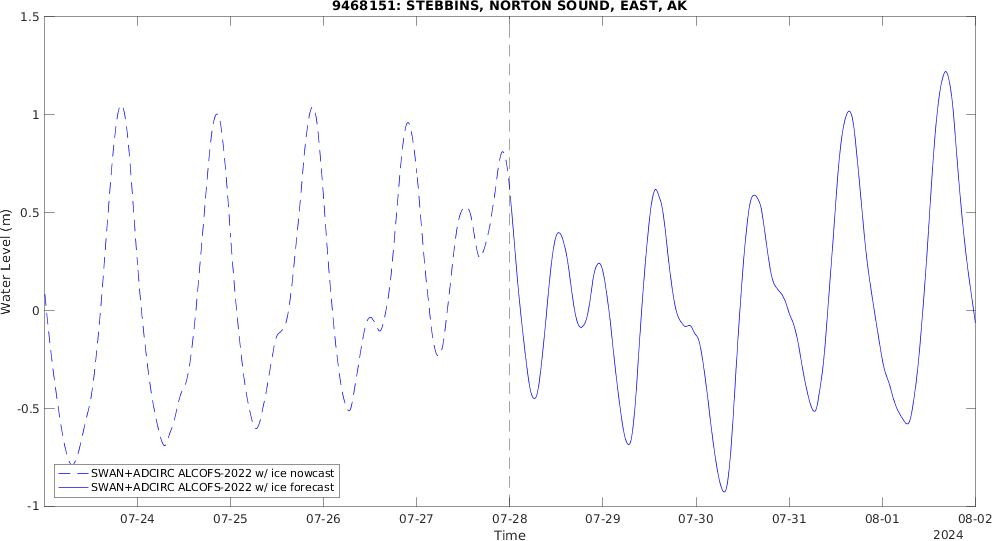 9468151: STEBBINS, NORTON SOUND, EAST, AK
1.5
1
0.5
0
-0.5
-1
Water Level (m)
SWAN+ADCIRC ALCOFS-2022 w/ ice nowcast
SWAN+ADCIRC ALCOFS-2022 w/ ice forecast
07-24 07-25 07-26 07-27 07-28 07-29 07-30 07-31 08-01 08-02
Time
2024